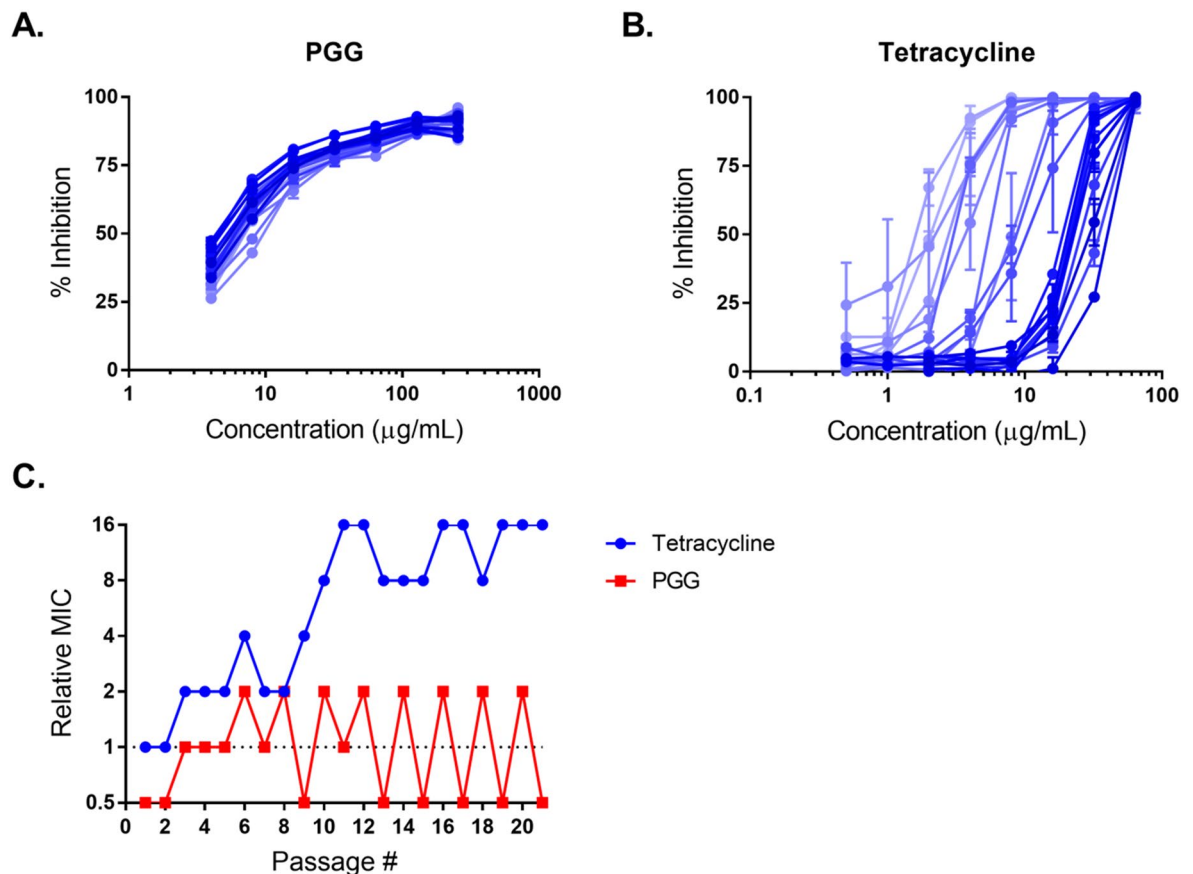 A.
PGG
100
75
50
25
0
% Inhibition
1
10
100
1000
Concentration (μg/mL)
B.
Tetracycline
100
75
50
25
0
% Inhibition
0.1
1
10
100
Concentration (μg/mL)
C.
16
8
4
2
1
0.5
Relative MIC
0 2 4 6 8 10 12 14 16 18 20
Passage #
Tetracycline
PGG